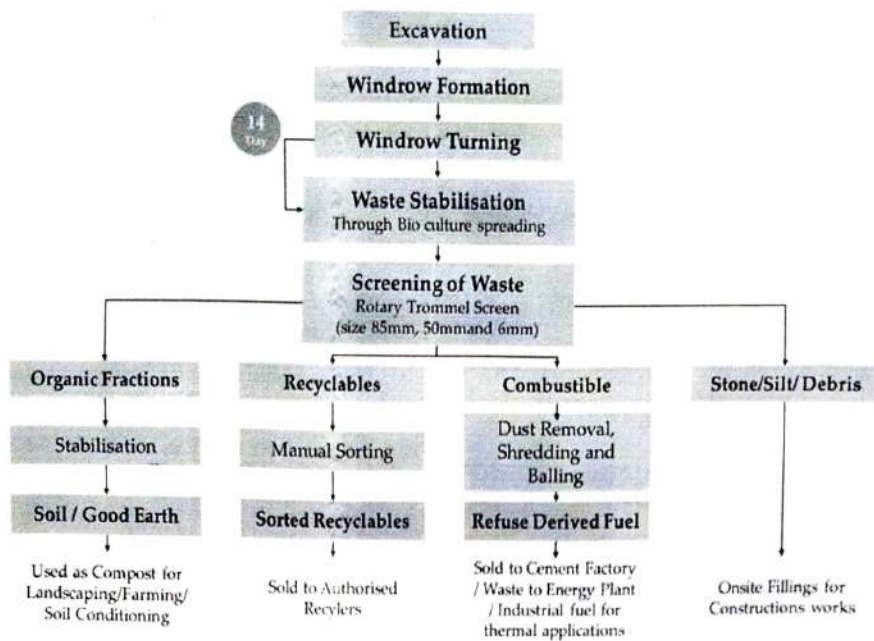 Excavation
Windrow Formation
14
Day
Windrow Turning
Waste Stabilisation
Through Bio culture spreading
Screening of Waste
Rotary Trommel Screen
(size 85mm, 50mmand 6mm)
Organic Fractions
Stabilisation
Soil / Good Earth
Used as Compost for
Landscaping/Farming/
Soil Conditioning
Recyclables
Manual Sorting
Sorted Recyclables
Sold to Authorised
Recylers
Combustible
Dust Removal,
Shredding and
Balling
Refuse Derived Fuel
Sold to Cement Factory
/ Waste to Energy Plant
/ Industrial fuel for
thermal applications
Stone/Silt/ Debris
Onsite Fillings for
Constructions works